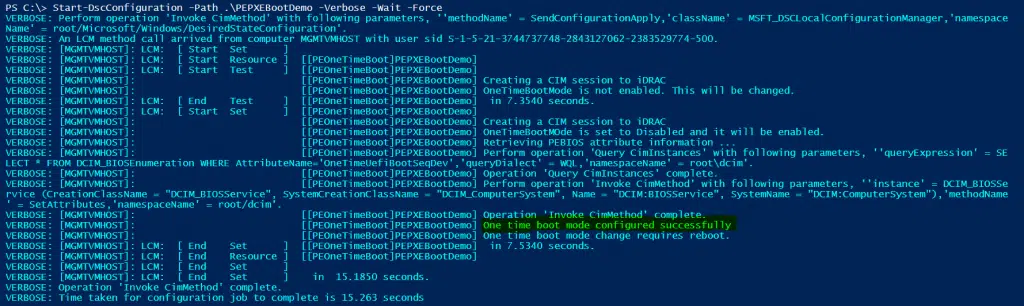 PS C:\> Start-DscConfiguration -Path .\PEPXEBootDemo -Verbose -Wait -Force
VERBOSE: Perform operation 'Invoke CimMethod' with following parameters, ''methodName' = SendConfigurationApply,'className' = MSFT_DSCLocalConfigurationManager,'namespace
Name' = root/Microsoft/Windows/DesiredStateConfiguration'.
VERBOSE: An LCM method call arrived from computer MGMTVMHOST with user sid S-1-5-21-3744737748-2843127062-2383529774-500.
VERBOSE: [MGMTVMHOST]: LCM:  [ Start  Set      ]
VERBOSE: [MGMTVMHOST]: LCM:  [ Start  Resource ]  [[PEOneTimeBoot]PEPXEBootDemo]
VERBOSE: [MGMTVMHOST]: LCM:  [ Start  Test     ]  [[PEOneTimeBoot]PEPXEBootDemo]
VERBOSE: [MGMTVMHOST]:                            [[PEOneTimeBoot]PEPXEBootDemo] Creating a CIM session to iDRAC
VERBOSE: [MGMTVMHOST]:                            [[PEOneTimeBoot]PEPXEBootDemo] OneTimeBootMode is not enabled. This will be changed.
VERBOSE: [MGMTVMHOST]: LCM:  [ End    Test     ]  [[PEOneTimeBoot]PEPXEBootDemo]  in 7.3540 seconds.
VERBOSE: [MGMTVMHOST]: LCM:  [ Start  Set      ]  [[PEOneTimeBoot]PEPXEBootDemo]
VERBOSE: [MGMTVMHOST]:                            [[PEOneTimeBoot]PEPXEBootDemo] Creating a CIM session to iDRAC
VERBOSE: [MGMTVMHOST]:                            [[PEOneTimeBoot]PEPXEBootDemo] OneTimeBootMOde is set to Disabled and it will be enabled.
VERBOSE: [MGMTVMHOST]:                            [[PEOneTimeBoot]PEPXEBootDemo] Retrieving PEBIOS attribute information ...
VERBOSE: [MGMTVMHOST]:                            [[PEOneTimeBoot]PEPXEBootDemo] Perform operation 'Query CimInstances' with following parameters, ''queryExpression' = SE
LECT * FROM DCIM_BIOSEnumeration WHERE AttributeName='OneTimeUefiBootSeqDev','queryDialect' = WQL,'namespaceName' = root\dcim'.
VERBOSE: [MGMTVMHOST]:                            [[PEOneTimeBoot]PEPXEBootDemo] Operation 'Query CimInstances' complete.
VERBOSE: [MGMTVMHOST]:                            [[PEOneTimeBoot]PEPXEBootDemo] Perform operation 'Invoke CimMethod' with following parameters, ''instance' = DCIM_BIOSSe
rvice (CreationClassName = "DCIM_BIOSService", SystemCreationClassName = "DCIM_ComputerSystem", Name = "DCIM:BIOSService", SystemName = "DCIM:ComputerSystem"),'methodName
' = SetAttributes,'namespaceName' = root/dcim'.
VERBOSE: [MGMTVMHOST]:                            [[PEOneTimeBoot]PEPXEBootDemo] Operation 'Invoke CimMethod' complete.
VERBOSE: [MGMTVMHOST]:                            [[PEOneTimeBoot]PEPXEBootDemo] One time boot mode configured successfully
VERBOSE: [MGMTVMHOST]:                            [[PEOneTimeBoot]PEPXEBootDemo] One time boot mode change requires reboot.
VERBOSE: [MGMTVMHOST]: LCM:  [ End    Set      ]  [[PEOneTimeBoot]PEPXEBootDemo]  in 7.5340 seconds.
VERBOSE: [MGMTVMHOST]: LCM:  [ End    Resource ]  [[PEOneTimeBoot]PEPXEBootDemo]
VERBOSE: [MGMTVMHOST]: LCM:  [ End    Set      ]
VERBOSE: [MGMTVMHOST]: LCM:  [ End    Set      ]    in  15.1850 seconds.
VERBOSE: Operation 'Invoke CimMethod' complete.
VERBOSE: Time taken for configuration job to complete is 15.263 seconds